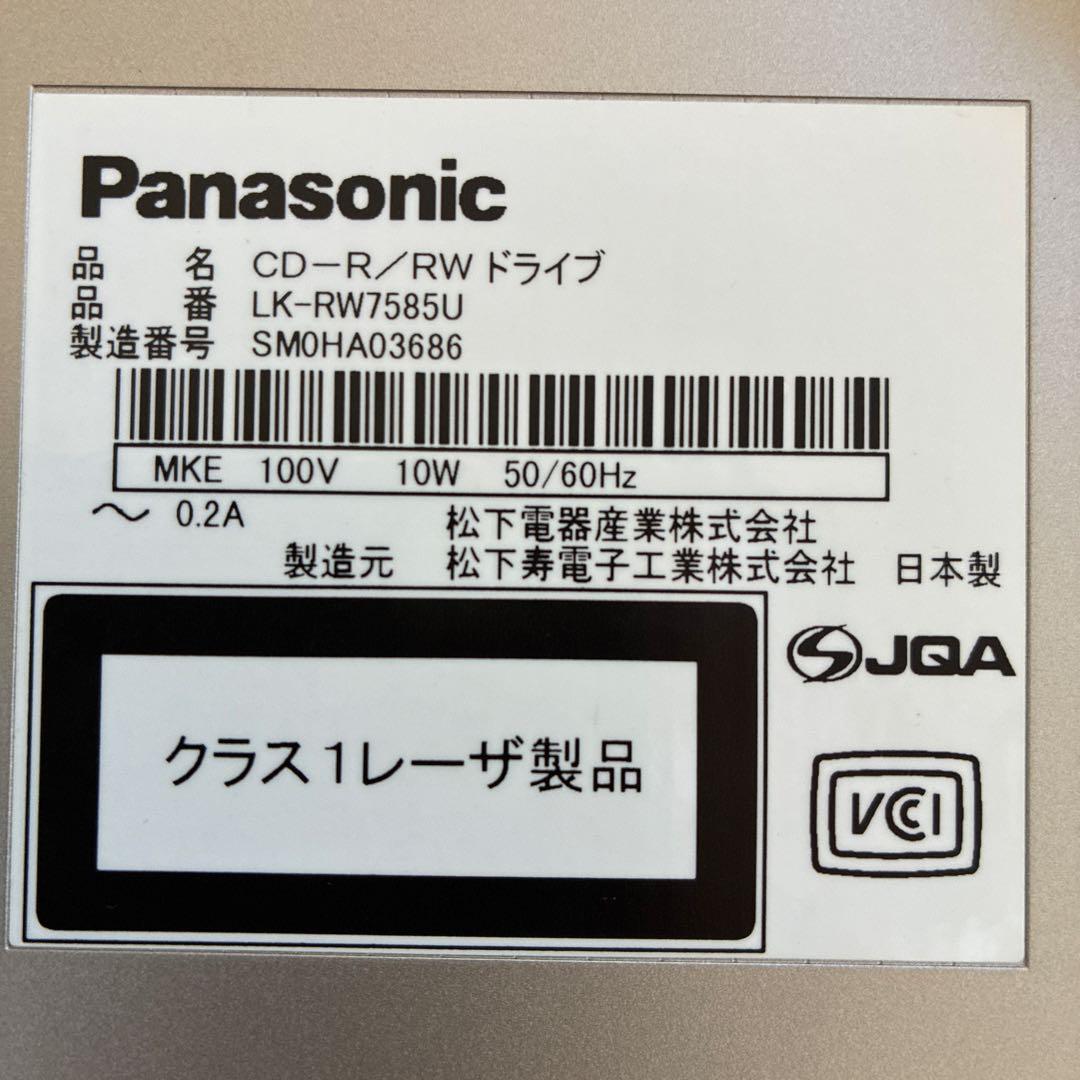 Panasonic
品 名 CD－R／RW ドライブ
品 番 LK-RW7585U
製造番号 SM0HA03686
MKE 100V 10W 50/60Hz
～ 0.2A 松下電器産業株式会社
製造元 松下寿電子工業株式会社 日本製
JQA
クラス1レーザ製品
VCCI